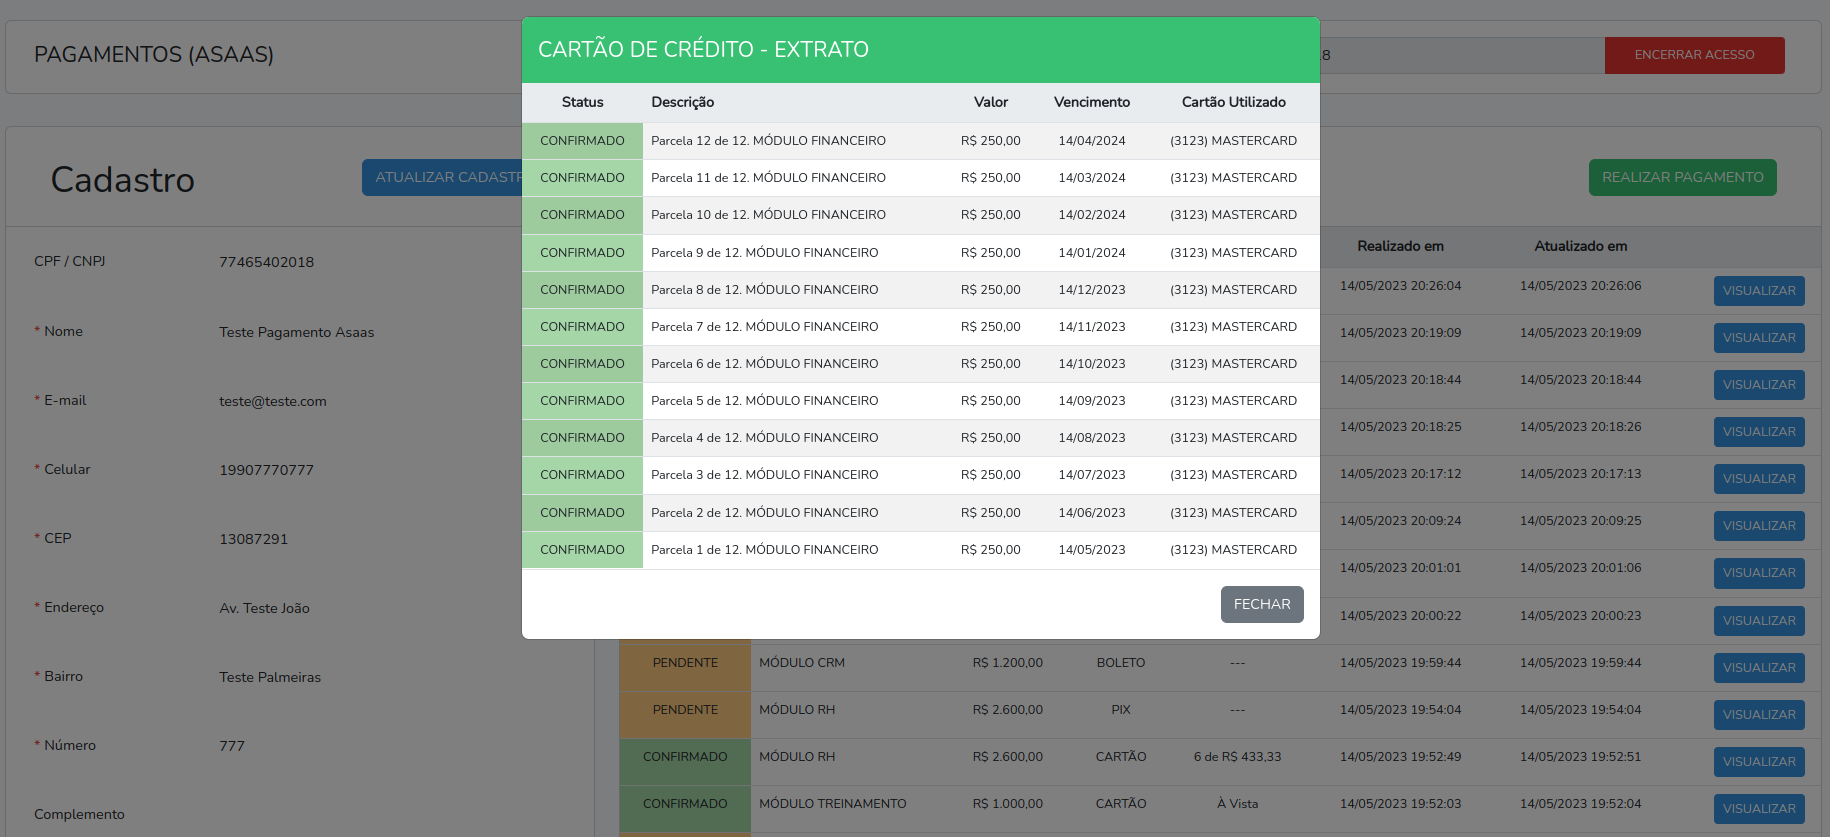 PAGAMENTOS (ASAAS)
18
ENCERRAR ACESSO
CARTÃO DE CRÉDITO - EXTRATO
Status Descrição Valor Vencimento Cartão Utilizado
CONFIRMADO Parcela 12 de 12. MÓDULO FINANCEIRO R$ 250,00 14/04/2024 (3123) MASTERCARD
CONFIRMADO Parcela 11 de 12. MÓDULO FINANCEIRO R$ 250,00 14/03/2024 (3123) MASTERCARD
CONFIRMADO Parcela 10 de 12. MÓDULO FINANCEIRO R$ 250,00 14/02/2024 (3123) MASTERCARD
CONFIRMADO Parcela 9 de 12. MÓDULO FINANCEIRO R$ 250,00 14/01/2024 (3123) MASTERCARD
CONFIRMADO Parcela 8 de 12. MÓDULO FINANCEIRO R$ 250,00 14/12/2023 (3123) MASTERCARD
CONFIRMADO Parcela 7 de 12. MÓDULO FINANCEIRO R$ 250,00 14/11/2023 (3123) MASTERCARD
CONFIRMADO Parcela 6 de 12. MÓDULO FINANCEIRO R$ 250,00 14/10/2023 (3123) MASTERCARD
CONFIRMADO Parcela 5 de 12. MÓDULO FINANCEIRO R$ 250,00 14/09/2023 (3123) MASTERCARD
CONFIRMADO Parcela 4 de 12. MÓDULO FINANCEIRO R$ 250,00 14/08/2023 (3123) MASTERCARD
CONFIRMADO Parcela 3 de 12. MÓDULO FINANCEIRO R$ 250,00 14/07/2023 (3123) MASTERCARD
CONFIRMADO Parcela 2 de 12. MÓDULO FINANCEIRO R$ 250,00 14/06/2023 (3123) MASTERCARD
CONFIRMADO Parcela 1 de 12. MÓDULO FINANCEIRO R$ 250,00 14/05/2023 (3123) MASTERCARD
FECHAR
Cadastro ATUALIZAR CADASTR
CPF / CNPJ 77465402018
* Nome Teste Pagamento Asaas
* E-mail teste@teste.com
* Celular 19907770777
* CEP 13087291
* Endereço Av. Teste João
* Bairro Teste Palmeiras
* Número 777
Complemento
REALIZAR PAGAMENTO
Realizado em Atualizado em
14/05/2023 20:26:04 14/05/2023 20:26:06 VISUALIZAR
14/05/2023 20:19:09 14/05/2023 20:19:09 VISUALIZAR
14/05/2023 20:18:44 14/05/2023 20:18:44 VISUALIZAR
14/05/2023 20:18:25 14/05/2023 20:18:26 VISUALIZAR
14/05/2023 20:17:12 14/05/2023 20:17:13 VISUALIZAR
14/05/2023 20:09:24 14/05/2023 20:09:25 VISUALIZAR
14/05/2023 20:01:01 14/05/2023 20:01:06 VISUALIZAR
14/05/2023 20:00:22 14/05/2023 20:00:23 VISUALIZAR
PENDENTE MÓDULO CRM R$ 1.200,00 BOLETO --- 14/05/2023 19:59:44 14/05/2023 19:59:44 VISUALIZAR
PENDENTE MÓDULO RH R$ 2.600,00 PIX --- 14/05/2023 19:54:04 14/05/2023 19:54:04 VISUALIZAR
CONFIRMADO MÓDULO RH R$ 2.600,00 CARTÃO 6 de R$ 433,33 14/05/2023 19:52:49 14/05/2023 19:52:51 VISUALIZAR
CONFIRMADO MÓDULO TREINAMENTO R$ 1.000,00 CARTÃO À Vista 14/05/2023 19:52:03 14/05/2023 19:52:04 VISUALIZAR